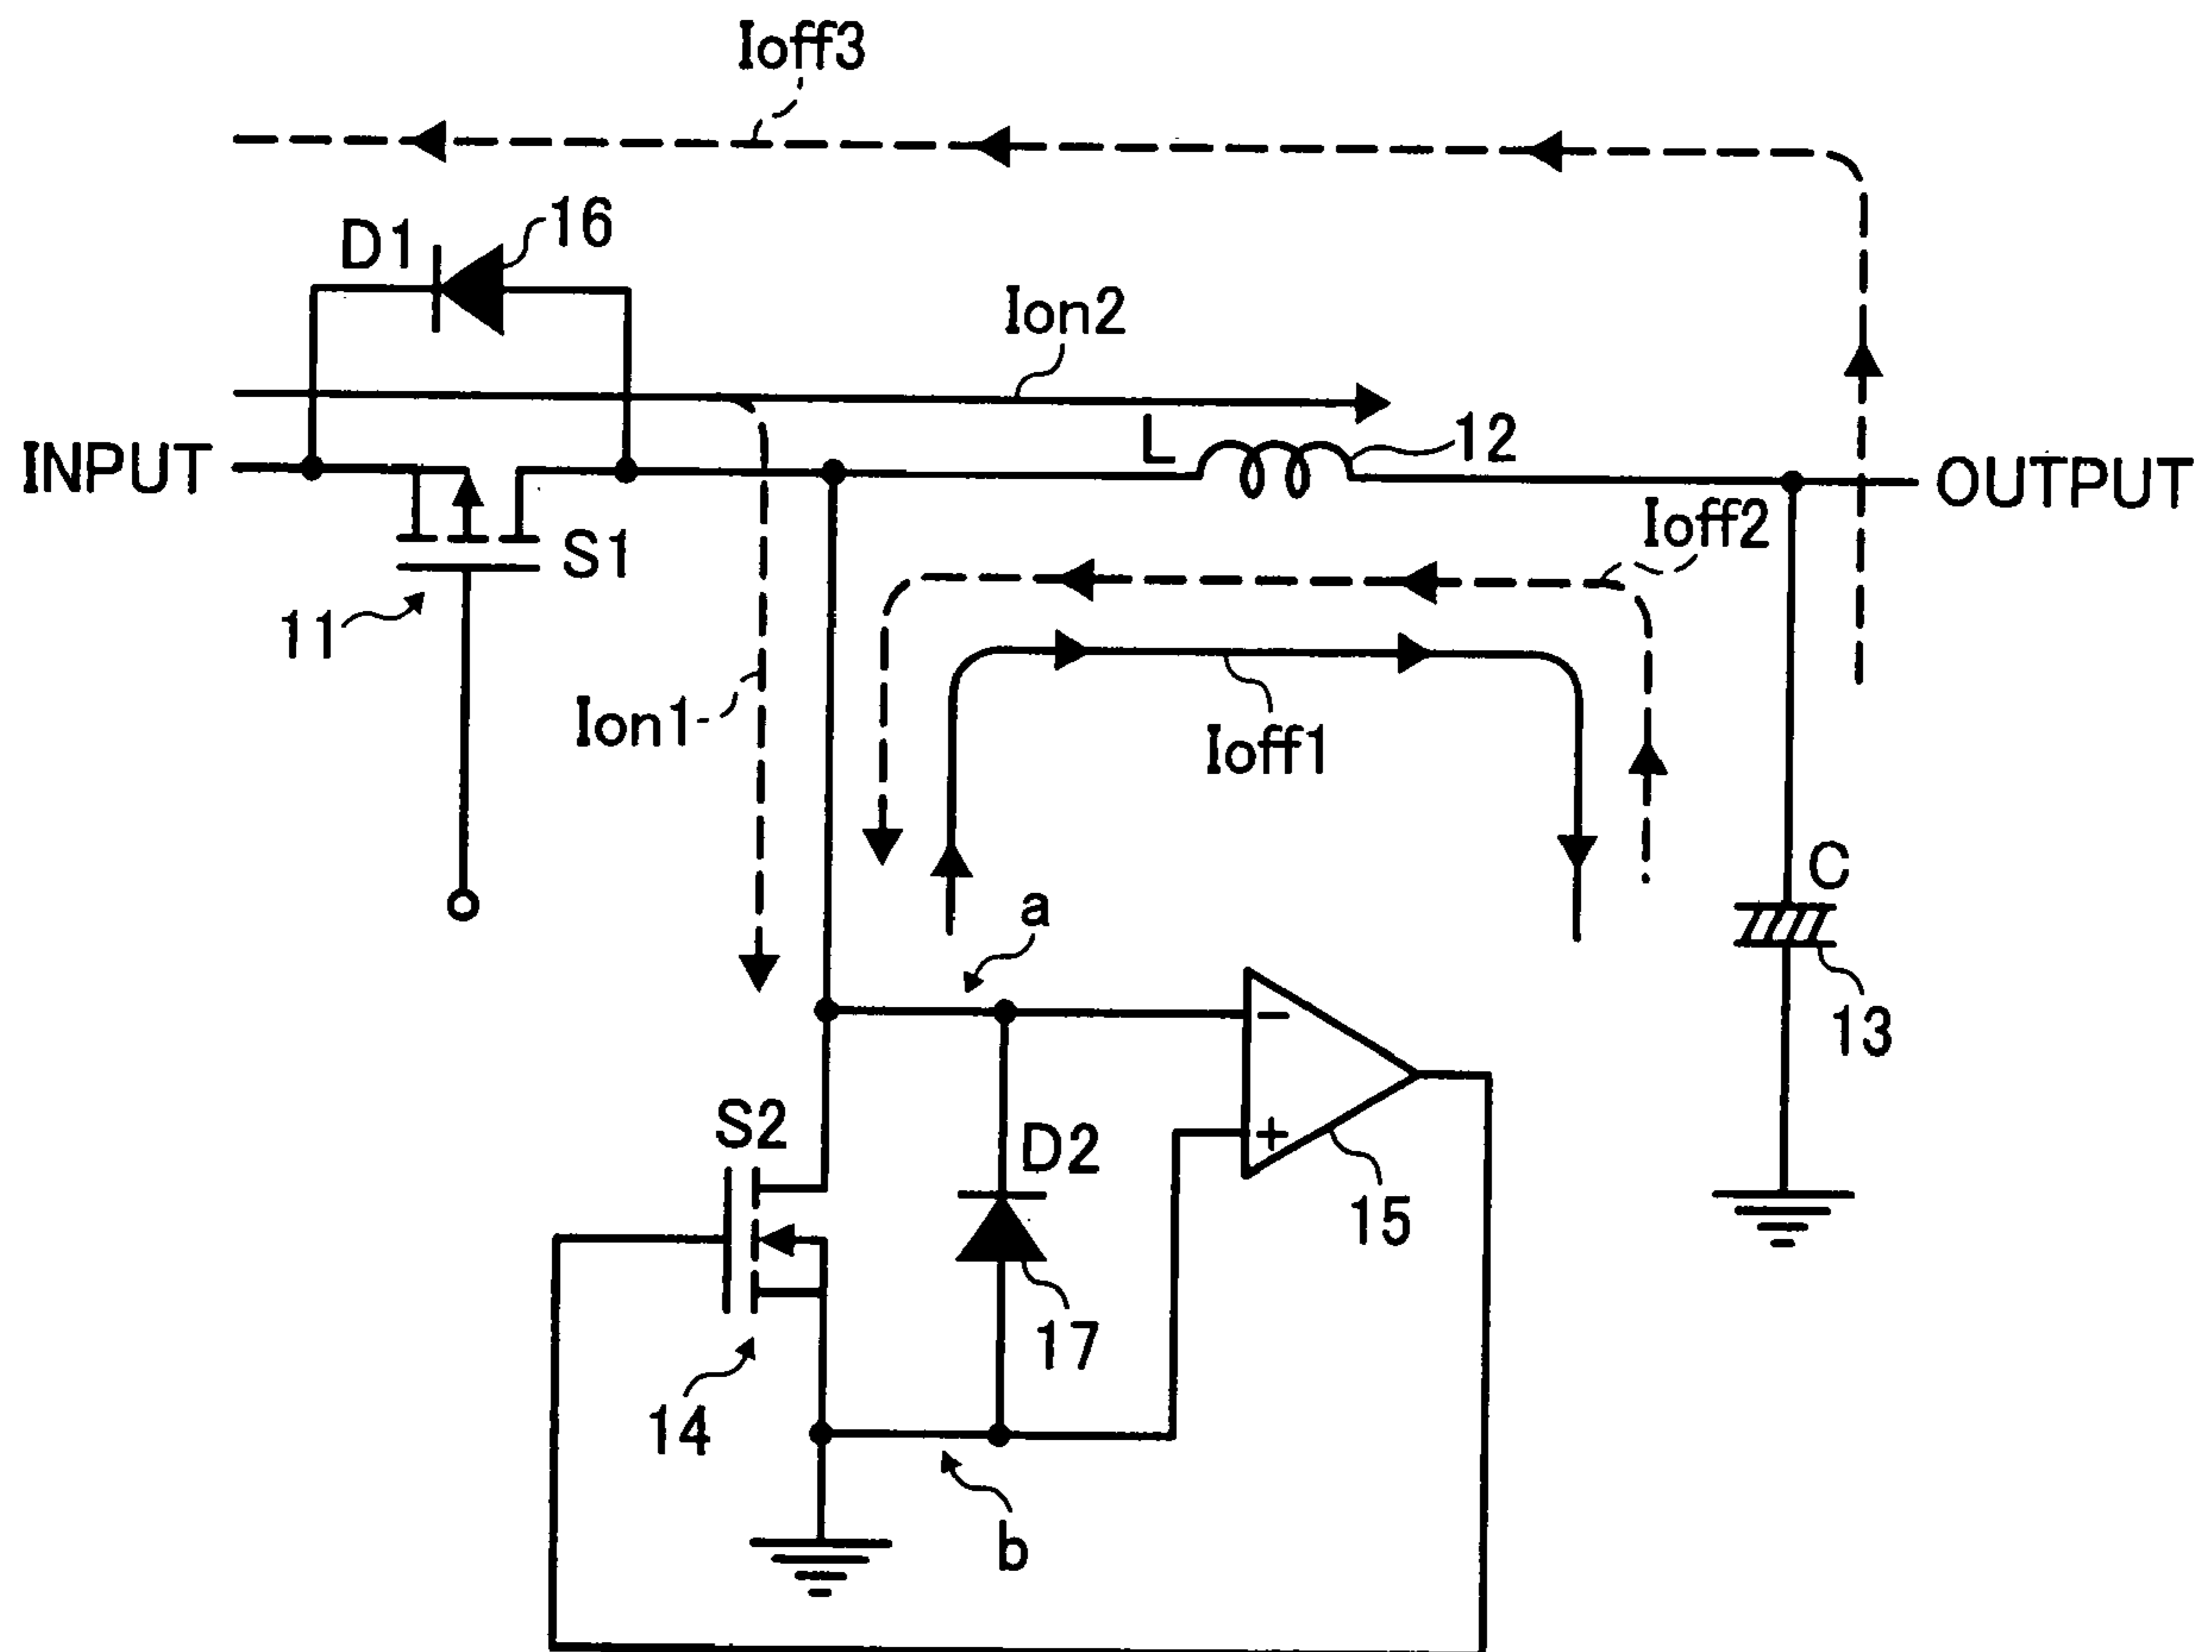 Ioff3
D1
16
Ion2
L
12
INPUT
OUTPUT
S1
Ioff2
11
Ion1
Ioff1
C
a
−
13
S2
D2
+
15
17
14
b